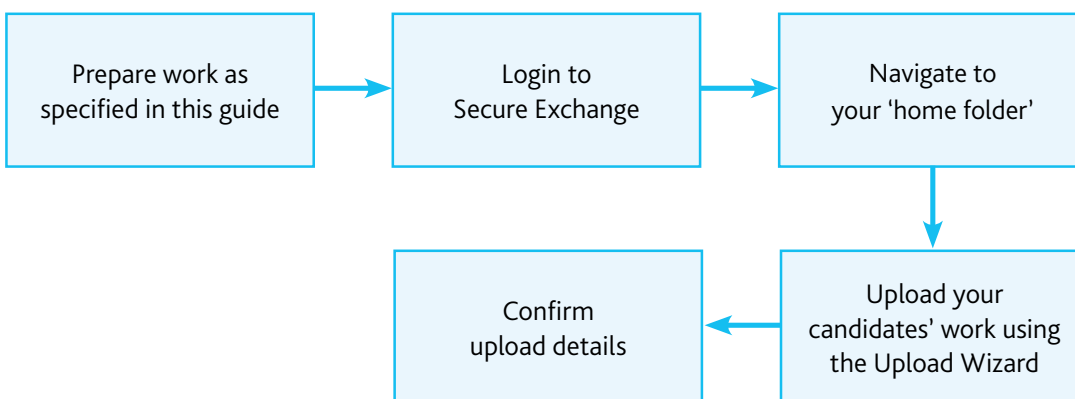 Prepare work as
specified in this guide
Login to
Secure Exchange
Navigate to
your ‘home folder’
Upload your
candidates’ work using
the Upload Wizard
Confirm
upload details